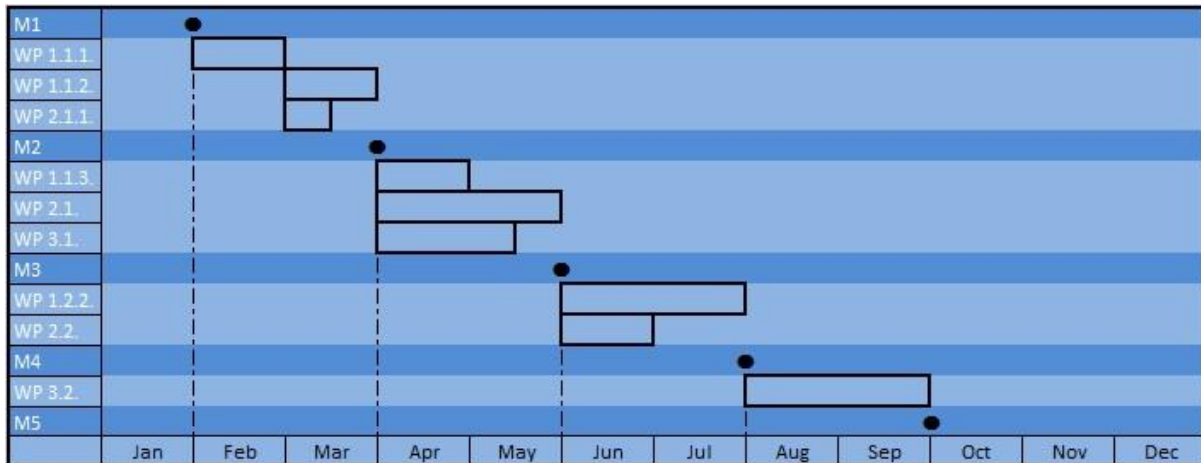 M1
WP 1.1.1.
WP 1.1.2.
WP 2.1.1.
M2
WP 1.1.3.
WP 2.1.
WP 3.1.
M3
WP 1.2.2.
WP 2.2.
M4
WP 3.2.
M5
Jan Feb Mar Apr May Jun Jul Aug Sep Oct Nov Dec